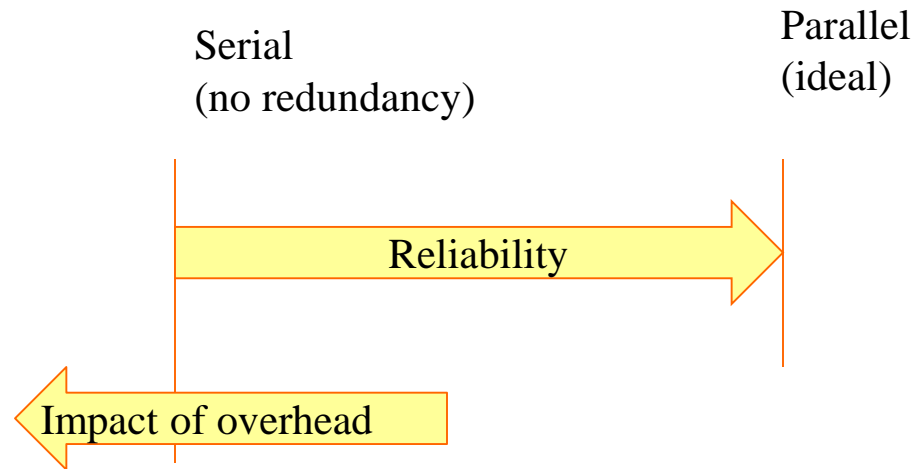 Serial
(no redundancy)
Parallel
(ideal)
Reliability
Impact of overhead